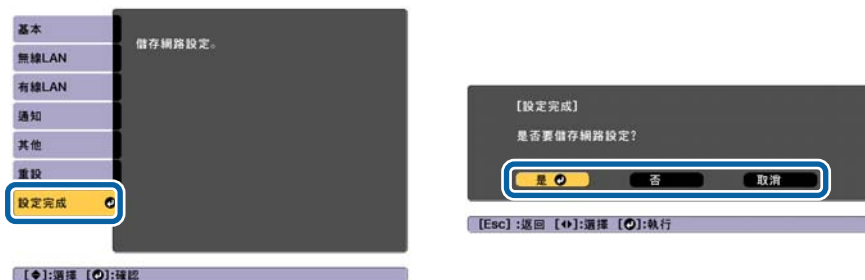 基本
無線LAN
有線LAN
通知
其他
重設
設定完成
儲存網路設定。
[◆]:選擇 [⏎]:確認
[設定完成]
是否要儲存網路設定?
是 ⏎ 否 取消
[Esc] :返回 [◀▶]:選擇 [⏎]:執行